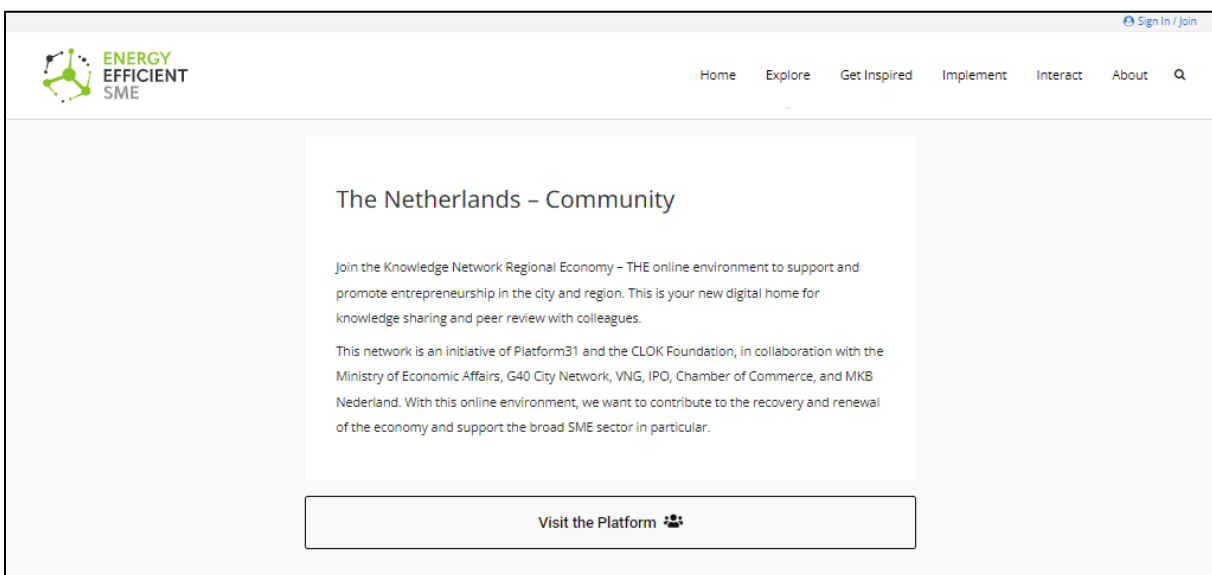 Sign In / Join
ENERGY
EFFICIENT
SME
Home Explore Get Inspired Implement Interact About
The Netherlands – Community
Join the Knowledge Network Regional Economy – THE online environment to support and
promote entrepreneurship in the city and region. This is your new digital home for
knowledge sharing and peer review with colleagues.
This network is an initiative of Platform31 and the CLOK Foundation, in collaboration with the
Ministry of Economic Affairs, G40 City Network, VNG, IPO, Chamber of Commerce, and MKB
Nederland. With this online environment, we want to contribute to the recovery and renewal
of the economy and support the broad SME sector in particular.
Visit the Platform